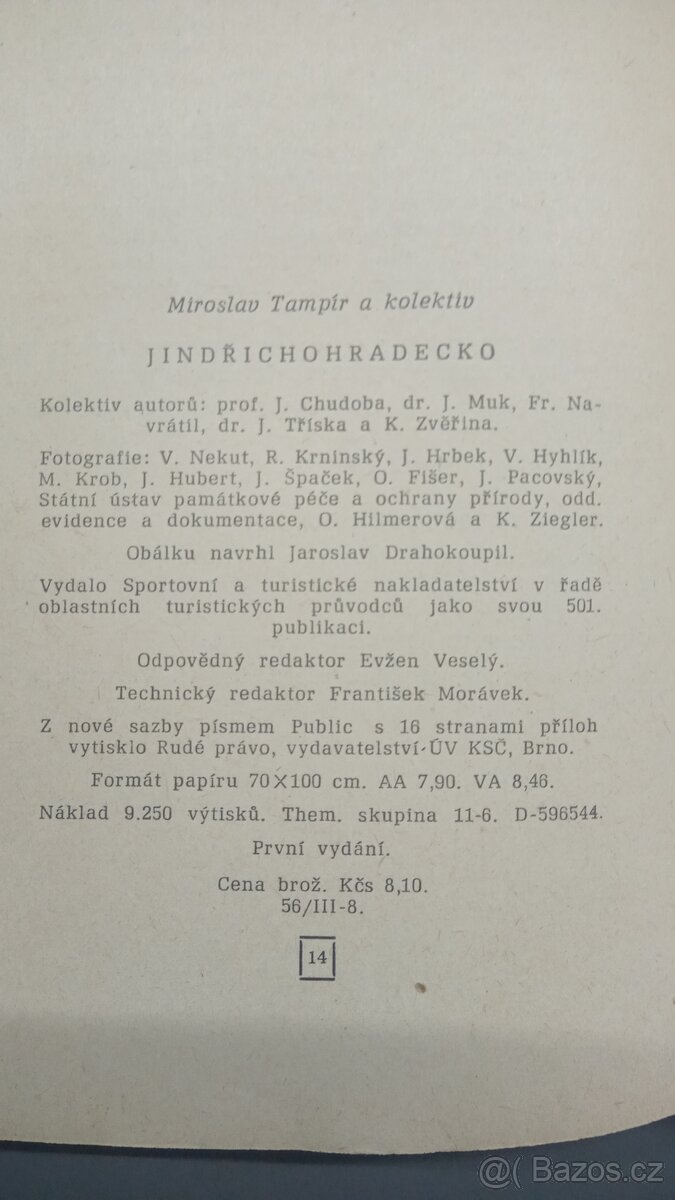 Miroslav Tampír a kolektiv
JINDŘICHOHRADECKO
Kolektiv autorů: prof. J. Chudoba, dr. J. Muk, Fr. Na-
vrátil, dr. J. Tříska a K. Zvěřina.
Fotografie: V. Nekut, R. Krninský, J. Hrbek, V. Hyhlík,
M. Krob, J. Hubert, J. Špaček, O. Fišer, J. Pacovský,
Státní ústav památkové péče a ochrany přírody, odd.
evidence a dokumentace, O. Hilmerová a K. Ziegler.
Obálku navrhl Jaroslav Drahokoupil.
Vydalo Sportovní a turistické nakladatelství v řadě
oblastních turistických průvodců jako svou 501.
publikaci.
Odpovědný redaktor Evžen Veselý.
Technický redaktor František Morávek.
Z nové sazby písmem Public s 16 stranami příloh
vytisklo Rudé právo, vydavatelství ÚV KSČ, Brno.
Formát papíru 70×100 cm. AA 7,90. VA 8,46.
Náklad 9.250 výtisků. Them. skupina 11-6. D-596544.
První vydání.
Cena brož. Kčs 8,10.
56/III-8.
14
@( Bazos.cz